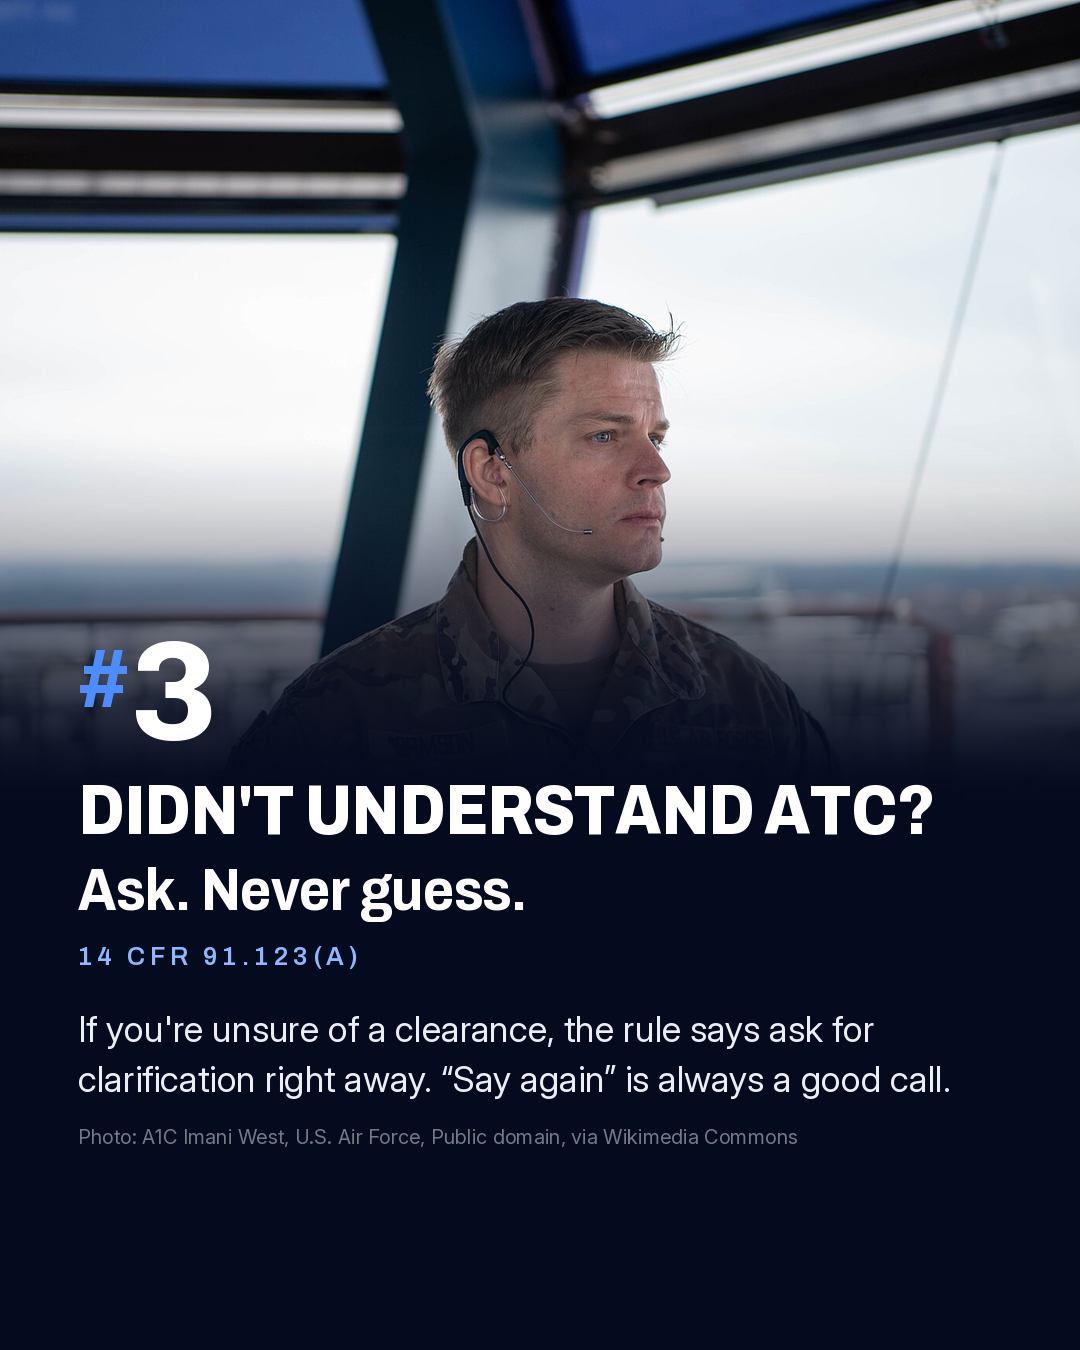 #3
DIDN'T UNDERSTAND ATC?
Ask. Never guess.
14 CFR 91.123(A)
If you're unsure of a clearance, the rule says ask for
clarification right away. “Say again” is always a good call.
Photo: A1C Imani West, U.S. Air Force, Public domain, via Wikimedia Commons